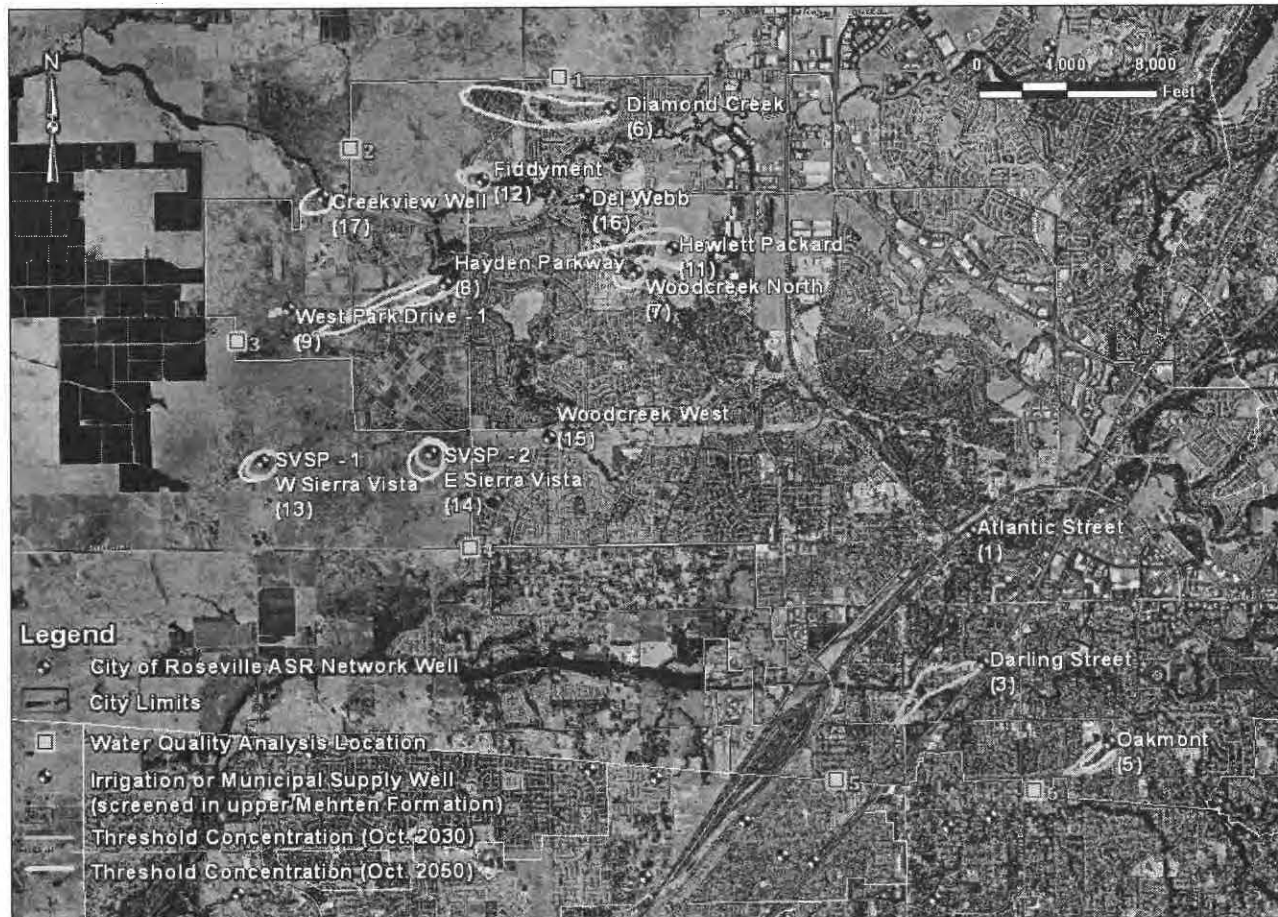 N
0 4,000 8,000
Feet
1
Diamond Creek
(6)
2
Fiddyment
(12)
Del Webb
(16)
Creekview Well
(17)
Hewlett Packard
(11)
Hayden Parkway
(8)
Woodcreek North
(7)
West Park Drive - 1
(9)
3
Woodcreek West
(15)
SVSP - 1
W Sierra Vista
(13)
SVSP - 2
E Sierra Vista
(14)
Atlantic Street
(1)
4
Darling Street
(3)
Oakmont
(5)
5
6
Legend
City of Roseville ASR Network Well
City Limits
Water Quality Analysis Location
Irrigation or Municipal Supply Well
(screened in upper Mehrten Formation)
Threshold Concentration (Oct. 2030)
Threshold Concentration (Oct. 2050)